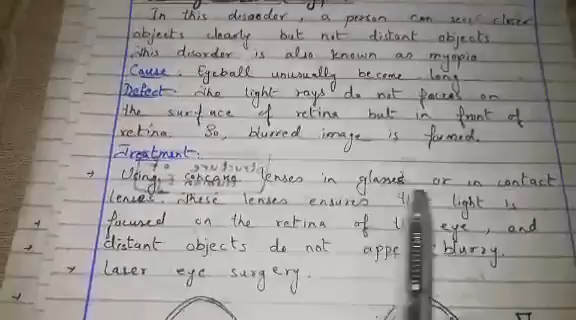 In this disorder, a person can see closer
objects clearly but not distant objects.
This disorder is also known as myopia
Cause. Eyeball unusually become long
Defect- The light rays do not focus on
the surface of retina but in front of
retina. So, blurred image is formed.
Treatment:
→ Using concave lenses in glasses or in contact
lenses. These lenses ensures light is
→ focused on the retina of eye, and
→ distant objects do not blurry.
→ Laser eye surgery.
→